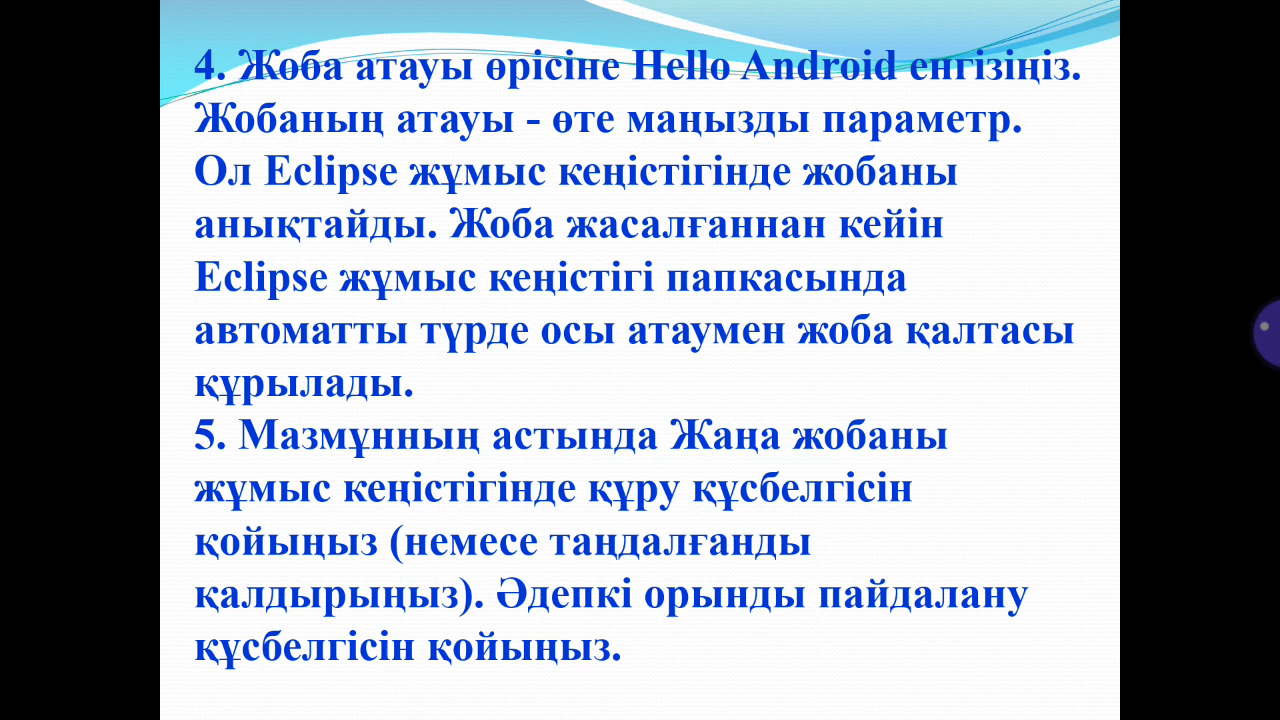 4. Жоба атауы өрісіне Hello Android енгізіңіз.
Жобаның атауы - өте маңызды параметр.
Ол Eclipse жұмыс кеңістігінде жобаны
анықтайды. Жоба жасалғаннан кейін
Eclipse жұмыс кеңістігі папкасында
автоматты түрде осы атаумен жоба қалтасы
құрылады.
5. Мазмұнның астында Жаңа жобаны
жұмыс кеңістігінде құру құсбелгісін
қойыңыз (немесе таңдалғанды
қалдырыңыз). Әдепкі орынды пайдалану
құсбелгісін қойыңыз.